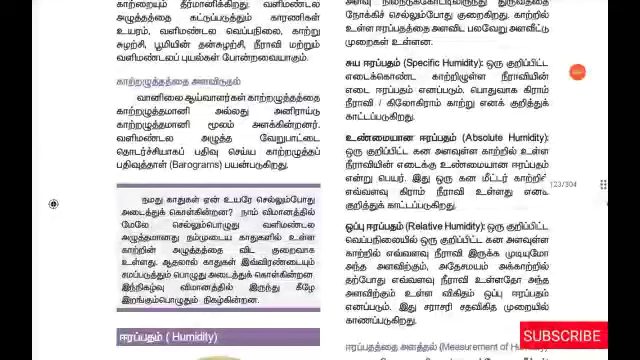 காற்றையும் தீர்மானிக்கிறது. வளிமண்டல
அழுத்தத்தை கட்டுப்படுத்தும் காரணிகள்
உயரம், வளிமண்டல வெப்பநிலை, காற்று
சுழற்சி, பூமியின் தன்சுழற்சி, நீராவி மற்றும்
வளிமண்டலப் புயல்கள் போன்றவையாகும்.
காற்றழுத்தத்தை அளவிடுதல்
வானிலை ஆய்வாளர்கள் காற்றழுத்தத்தை
காற்றழுத்தமானி அல்லது அனிராய்டு
காற்றழுத்தமானி மூலம் அளக்கின்றனர்.
வளிமண்டல அழுத்த வேறுபாட்டை
தொடர்ச்சியாகப் பதிவு செய்ய காற்றழுத்தப்
பதிவுத்தாள் (Barograms) பயன்படுகிறது.
நமது காதுகள் ஏன் உயரே செல்லும்போது
அடைத்துக் கொள்கின்றன? நாம் விமானத்தில்
மேலே செல்லும்பொழுது வளிமண்டல
அழுத்தமானது நம்முடைய காதுகளில் உள்ள
காற்றின் அழுத்தத்தை விட குறைவாக
உள்ளது. ஆதலால் காதுகள் இவ்விரண்டையும்
சமப்படுத்தும் பொழுது அடைத்துக் கொள்கின்றன.
இந்நிகழ்வு விமானத்தில் இருந்து கீழே
இறங்கும்பொழுதும் நிகழ்கின்றன.
ஈரப்பதம் ( Humidity)
அளவு நிலநடுக்கோட்டிலிருந்து துருவத்தை
நோக்கிச் செல்லும்போது குறைகிறது. காற்றில்
உள்ள ஈரப்பதத்தை அளவிட பலவேறு அளவீட்டு
முறைகள் உள்ளன.
சுய ஈரப்பதம் (Specific Humidity): ஒரு குறிப்பிட்ட
எடைக்கொண்ட காற்றிழுள்ள நீராவியின்
எடை ஈரப்பதம் எனப்படும். பொதுவாக கிராம்
நீராவி / கிலோகிராம் காற்று எனக் குறித்துக்
காட்டப்படுகிறது.
உண்மையான ஈரப்பதம் (Absolute Humidity):
ஒரு குறிப்பிட்ட கன அளவுள்ள காற்றில் உள்ள
நீராவியின் எடைக்கு உண்மையான ஈரப்பதம்
என்று பெயர். இது ஒரு கன மீட்டர் காற்றில்
எவ்வளவு கிராம் நீராவி உள்ளது எனக்
குறித்துக் காட்டப்படுகிறது.
ஒப்பு ஈரப்பதம் (Relative Humidity): ஒரு குறிப்பிட்ட
வெப்பநிலையில் ஒரு குறிப்பிட்ட கன அளவுள்ள
காற்றில் எவ்வளவு நீராவி இருக்க முடியுமோ
அந்த அளவிற்கும், அதேசமயம் அக்காற்றில்
தற்போது எவ்வளவு நீராவி உள்ளதோ அந்த
அளவிற்கும் உள்ள விகிதம் ஒப்பு ஈரப்பதம்
எனப்படும். இது சராசரி சதவிகித முறையில்
காணப்படுகிறது.
ஈரப்பதத்தை அளத்தல் (Measurement of
123/304
SUBSCRIBE